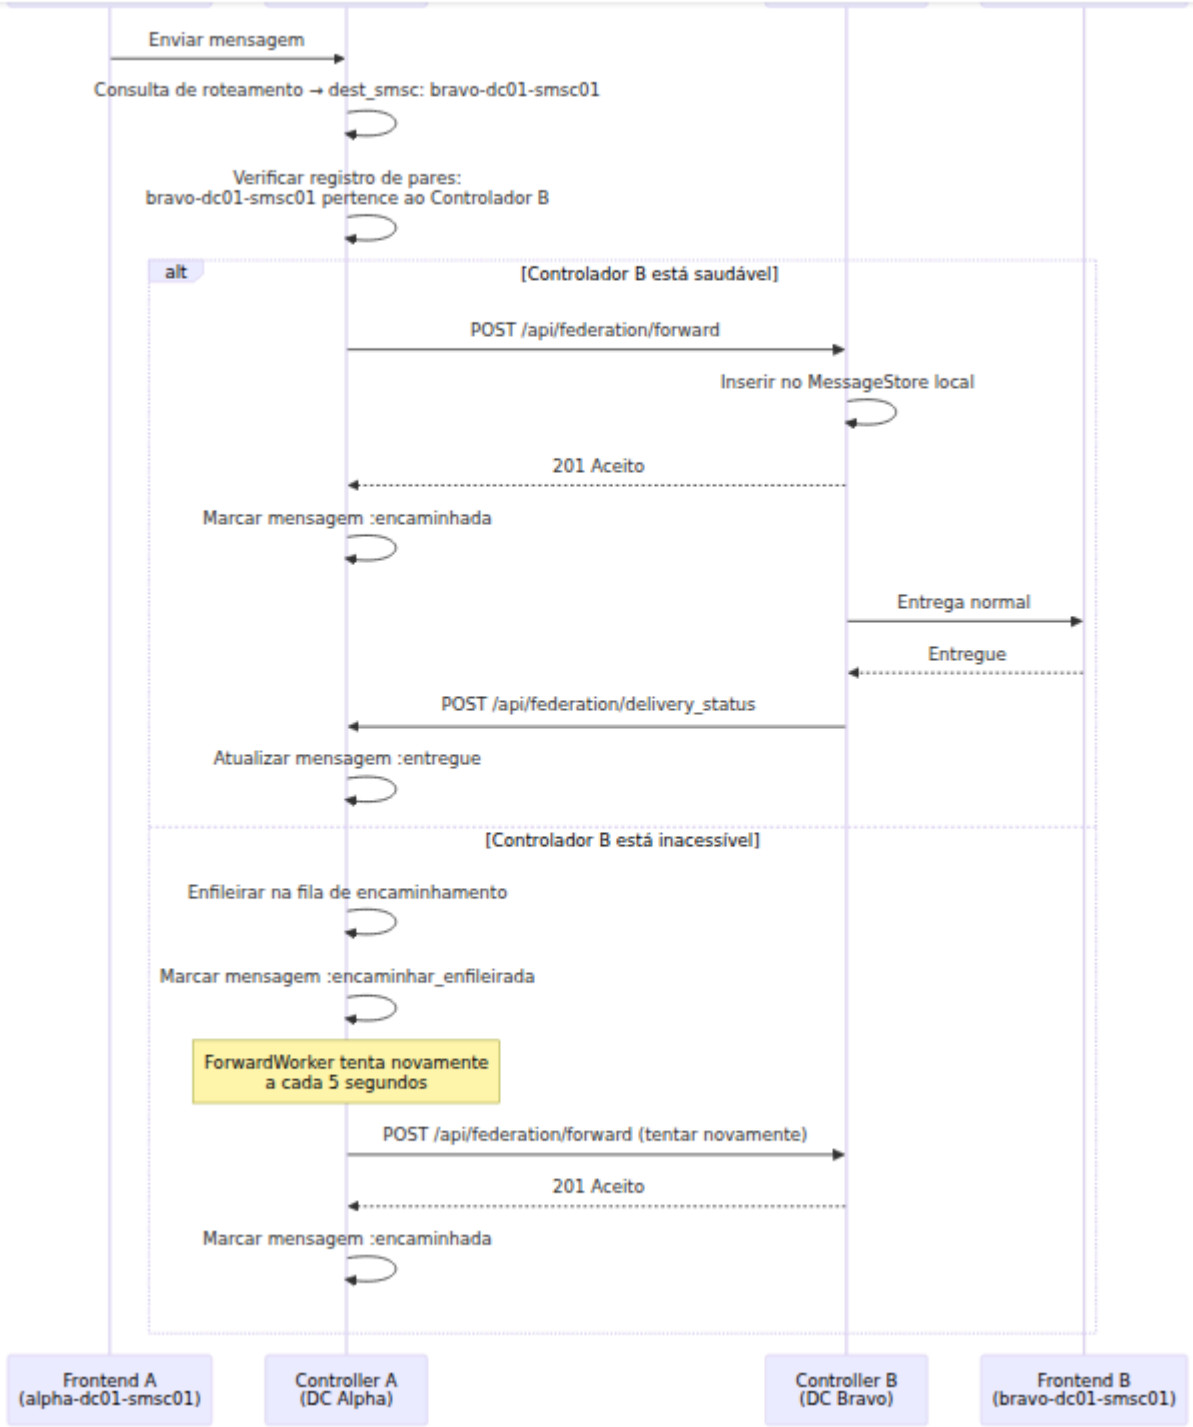 Enviar mensagem
Consulta de roteamento → dest_smsc: bravo-dc01-smsc01
Verificar registro de pares:
bravo-dc01-smsc01 pertence ao Controlador B
alt
[Controlador B está saudável]
POST /api/federation/forward
Inserir no MessageStore local
201 Aceito
Marcar mensagem :encaminhada
Entrega normal
Entregue
POST /api/federation/delivery_status
Atualizar mensagem :entregue
[Controlador B está inacessível]
Enfileirar na fila de encaminhamento
Marcar mensagem :encaminhar_enfileirada
ForwardWorker tenta novamente
a cada 5 segundos
POST /api/federation/forward (tentar novamente)
201 Aceito
Marcar mensagem :encaminhada
Frontend A
(alpha-dc01-smsc01)
Controller A
(DC Alpha)
Controller B
(DC Bravo)
Frontend B
(bravo-dc01-smsc01)